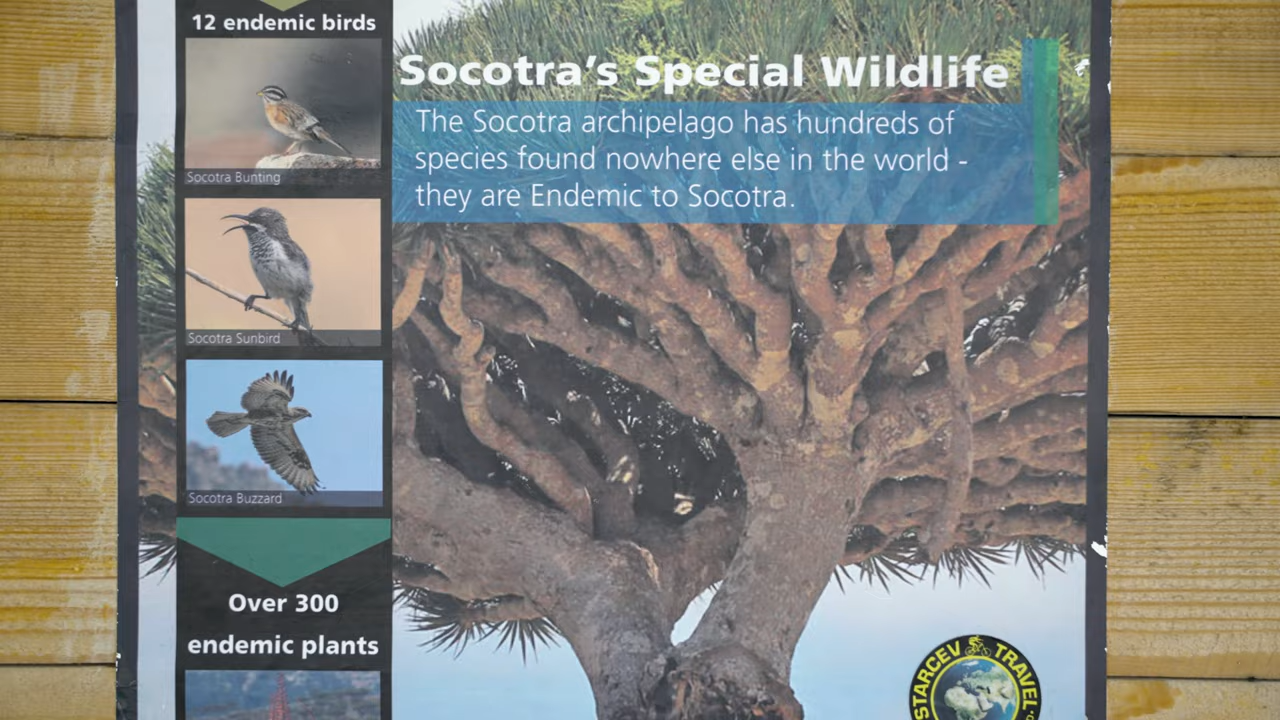 12 endemic birds
Socotra Bunting
Socotra Sunbird
Socotra Buzzard
Over 300
endemic plants
Socotra's Special Wildlife
The Socotra archipelago has hundreds of
species found nowhere else in the world -
they are Endemic to Socotra.
STARCEV TRAVEL